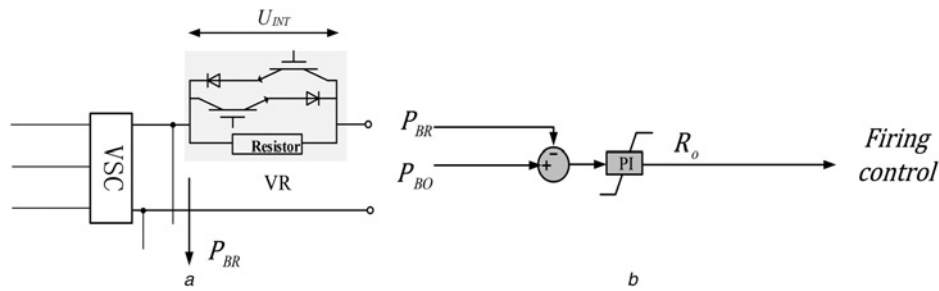 U_INT
VSC
Resistor
VR
P_BR
a
P_BR
P_BO
-
+
PI
R_o
Firing
control
b